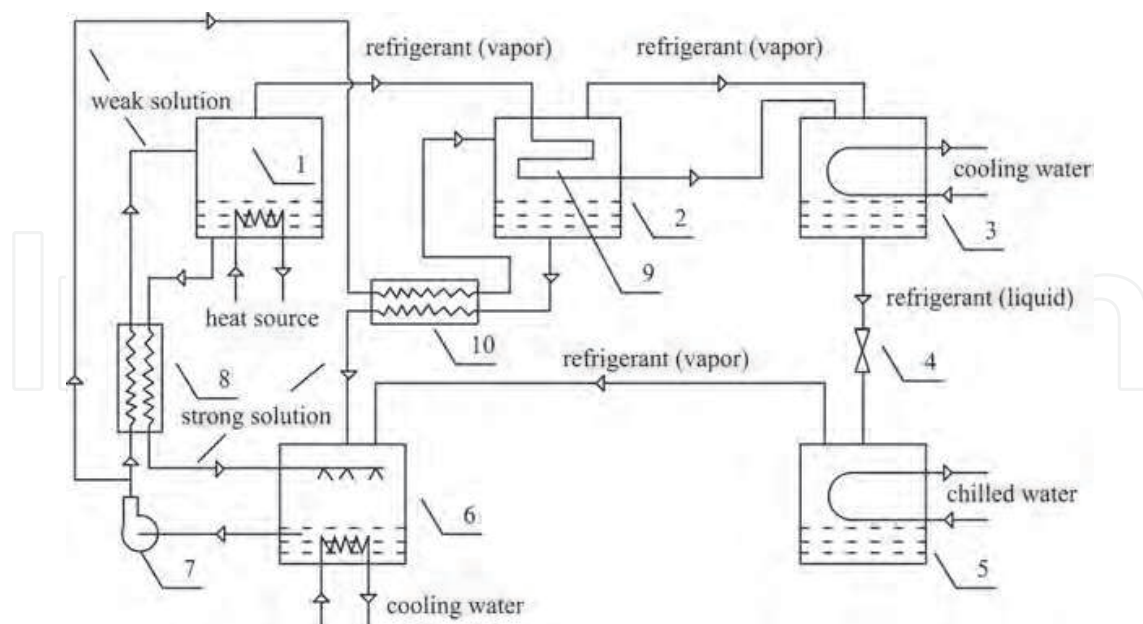 refrigerant (vapor)
refrigerant (vapor)
weak solution
1
cooling water
2
3
9
heat source
refrigerant (liquid)
10
refrigerant (vapor)
4
8
strong solution
6
chilled water
7
5
cooling water